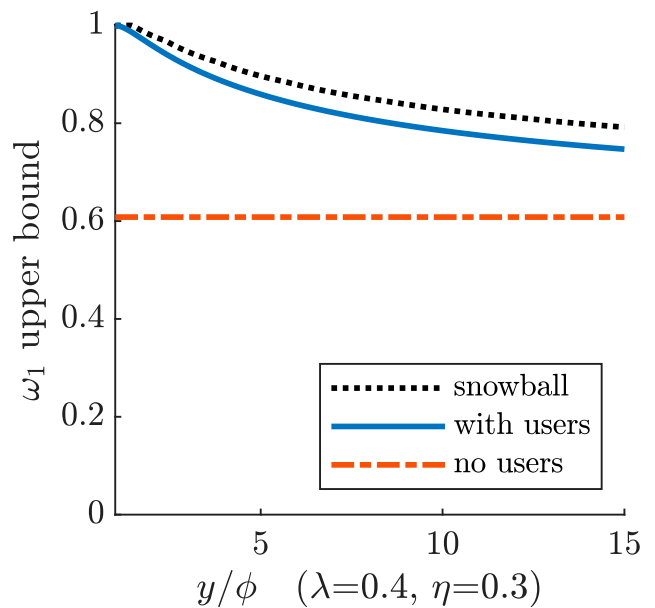 1
0.8
0.6
0.4
0.2
0
ω₁ upper bound
snowball
with users
no users
5 10 15
y/ϕ (λ=0.4, η=0.3)